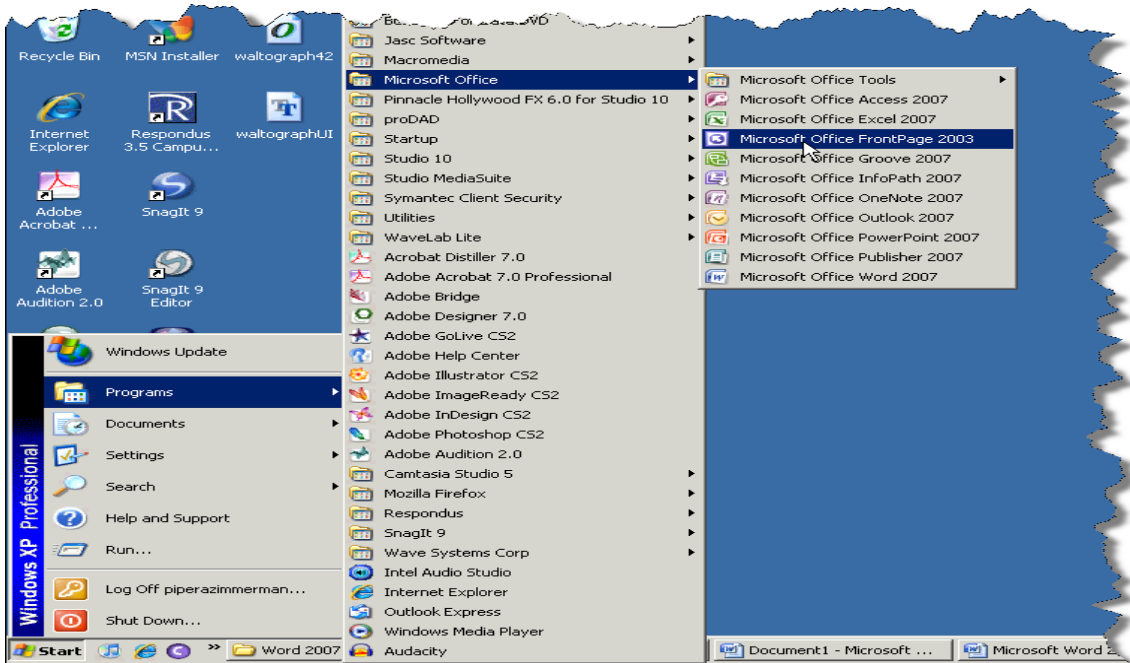 Recycle Bin
MSN Installer
waltograph42
Internet
Explorer
Respondus
3.5 Campu...
waltographUI
Adobe
Acrobat ...
SnagIt 9
Adobe
Audition 2.0
SnagIt 9
Editor
Windows XP Professional
Windows Update
Programs
Documents
Settings
Search
Help and Support
Run...
Log Off piperazimmerman...
Shut Down...
Jasc Software
Macromedia
Microsoft Office
Pinnacle Hollywood FX 6.0 for Studio 10
proDAD
Startup
Studio 10
Studio MediaSuite
Symantec Client Security
Utilities
WaveLab Lite
Acrobat Distiller 7.0
Adobe Acrobat 7.0 Professional
Adobe Bridge
Adobe Designer 7.0
Adobe GoLive CS2
Adobe Help Center
Adobe Illustrator CS2
Adobe ImageReady CS2
Adobe InDesign CS2
Adobe Photoshop CS2
Adobe Audition 2.0
Camtasia Studio 5
Mozilla Firefox
Respondus
SnagIt 9
Wave Systems Corp
Intel Audio Studio
Internet Explorer
Outlook Express
Windows Media Player
Audacity
Microsoft Office Tools
Microsoft Office Access 2007
Microsoft Office Excel 2007
Microsoft Office FrontPage 2003
Microsoft Office Groove 2007
Microsoft Office InfoPath 2007
Microsoft Office OneNote 2007
Microsoft Office Outlook 2007
Microsoft Office PowerPoint 2007
Microsoft Office Publisher 2007
Microsoft Office Word 2007
Start
Word 2007
Document1 - Microsoft ...
Microsoft Word